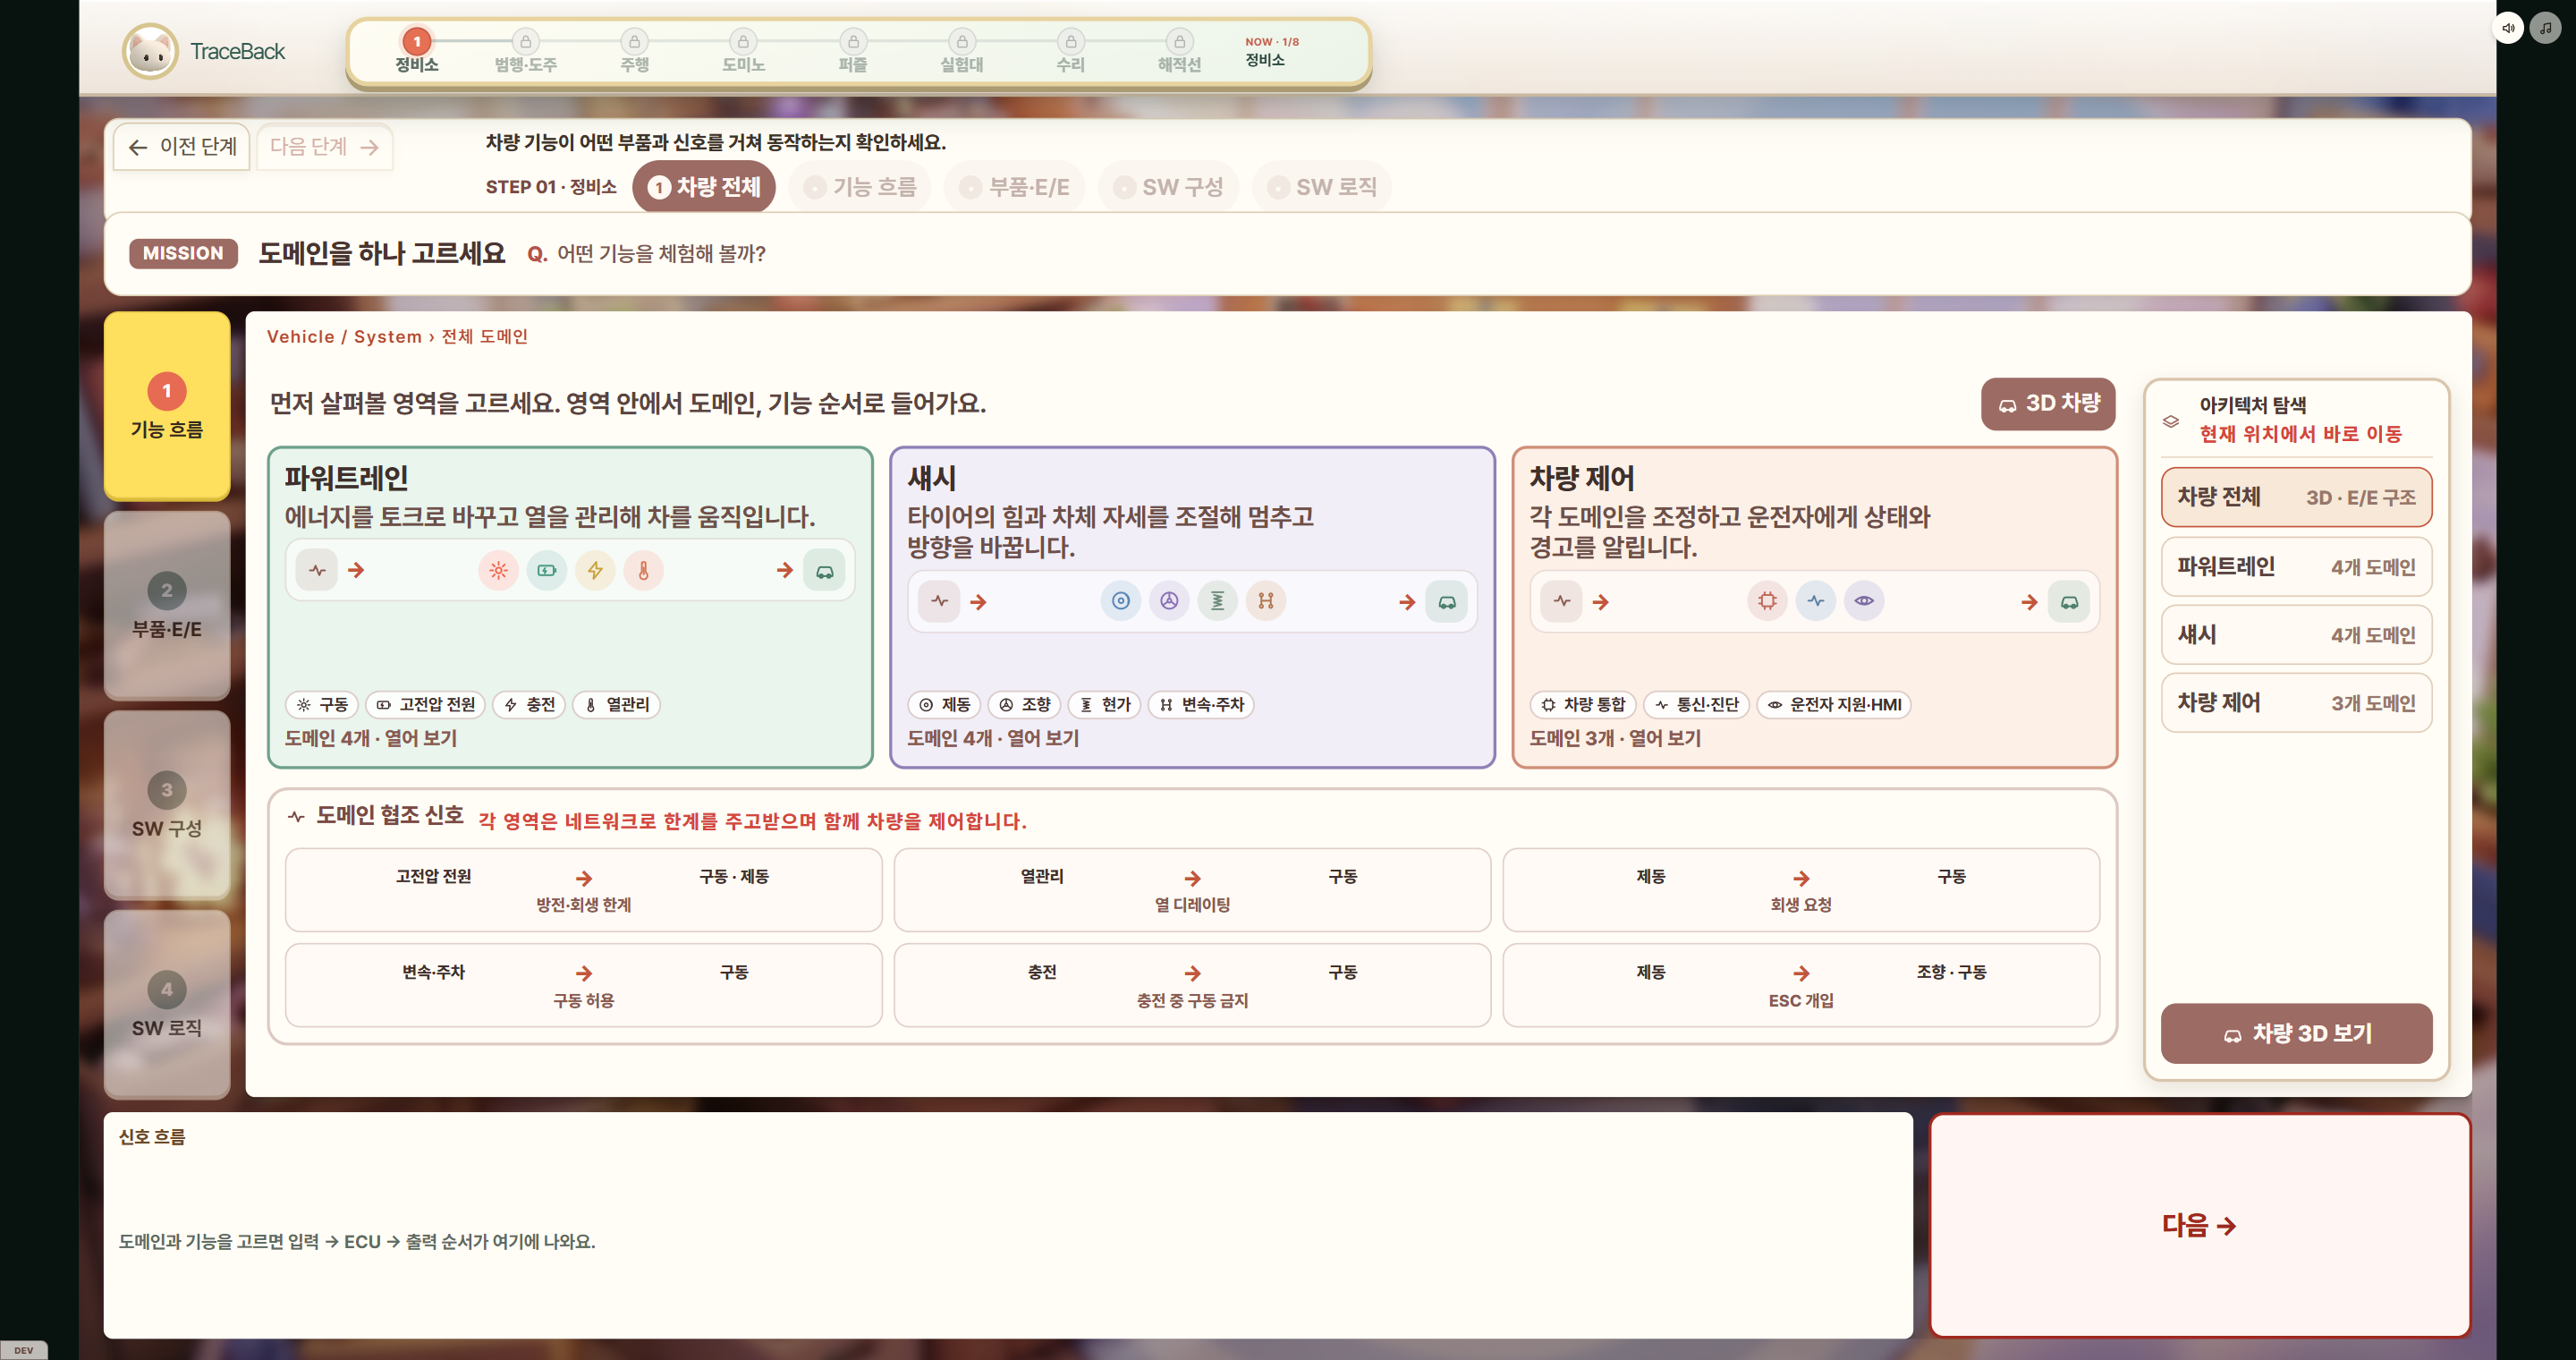 TraceBack
1
정비소
범행·도주
주행
도미노
퍼즐
실험대
수리
해적선
NOW · 1/8
정비소
← 이전 단계
다음 단계 →
차량 기능이 어떤 부품과 신호를 거쳐 동작하는지 확인하세요.
STEP 01 · 정비소
1 차량 전체
기능 흐름
부품·E/E
SW 구성
SW 로직
MISSION
도메인을 하나 고르세요
Q. 어떤 기능을 체험해 볼까?
1
기능 흐름
2
부품·E/E
3
SW 구성
4
SW 로직
Vehicle / System › 전체 도메인
먼저 살펴볼 영역을 고르세요. 영역 안에서 도메인, 기능 순서로 들어가요.
3D 차량
파워트레인
에너지를 토크로 바꾸고 열을 관리해 차를 움직입니다.
→ →
구동 고전압 전원 충전 열관리
도메인 4개 · 열어 보기
섀시
타이어의 힘과 차체 자세를 조절해 멈추고
방향을 바꿉니다.
→ →
제동 조향 현가 변속·주차
도메인 4개 · 열어 보기
차량 제어
각 도메인을 조정하고 운전자에게 상태와
경고를 알립니다.
→ →
차량 통합 통신·진단 운전자 지원·HMI
도메인 3개 · 열어 보기
도메인 협조 신호 각 영역은 네트워크로 한계를 주고받으며 함께 차량을 제어합니다.
고전압 전원 → 구동 · 제동
방전·회생 한계
열관리 → 구동
열 디레이팅
제동 → 구동
회생 요청
변속·주차 → 구동
구동 허용
충전 → 구동
충전 중 구동 금지
제동 → 조향 · 구동
ESC 개입
아키텍처 탐색
현재 위치에서 바로 이동
차량 전체 3D · E/E 구조
파워트레인 4개 도메인
섀시 4개 도메인
차량 제어 3개 도메인
차량 3D 보기
신호 흐름
도메인과 기능을 고르면 입력 → ECU → 출력 순서가 여기에 나와요.
다음 →
DEV